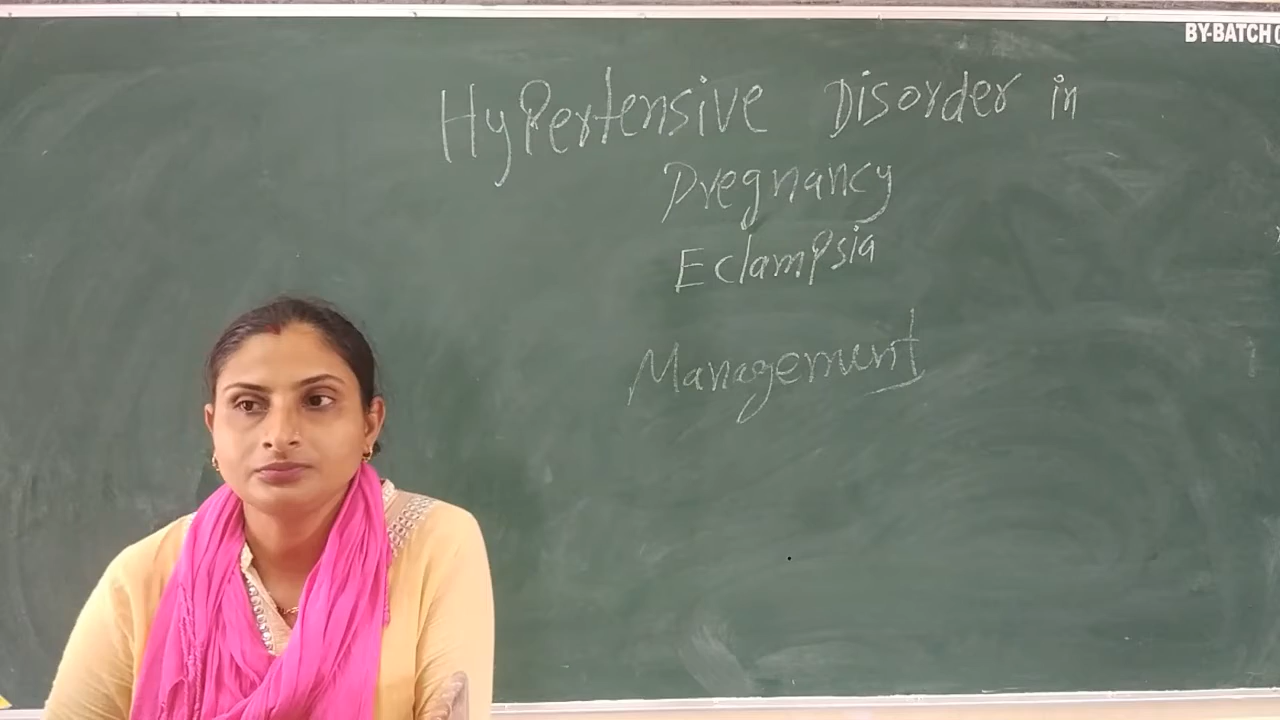 BY-BATCH
Hypertensive Disorder in
Pregnancy
Eclampsia
Management